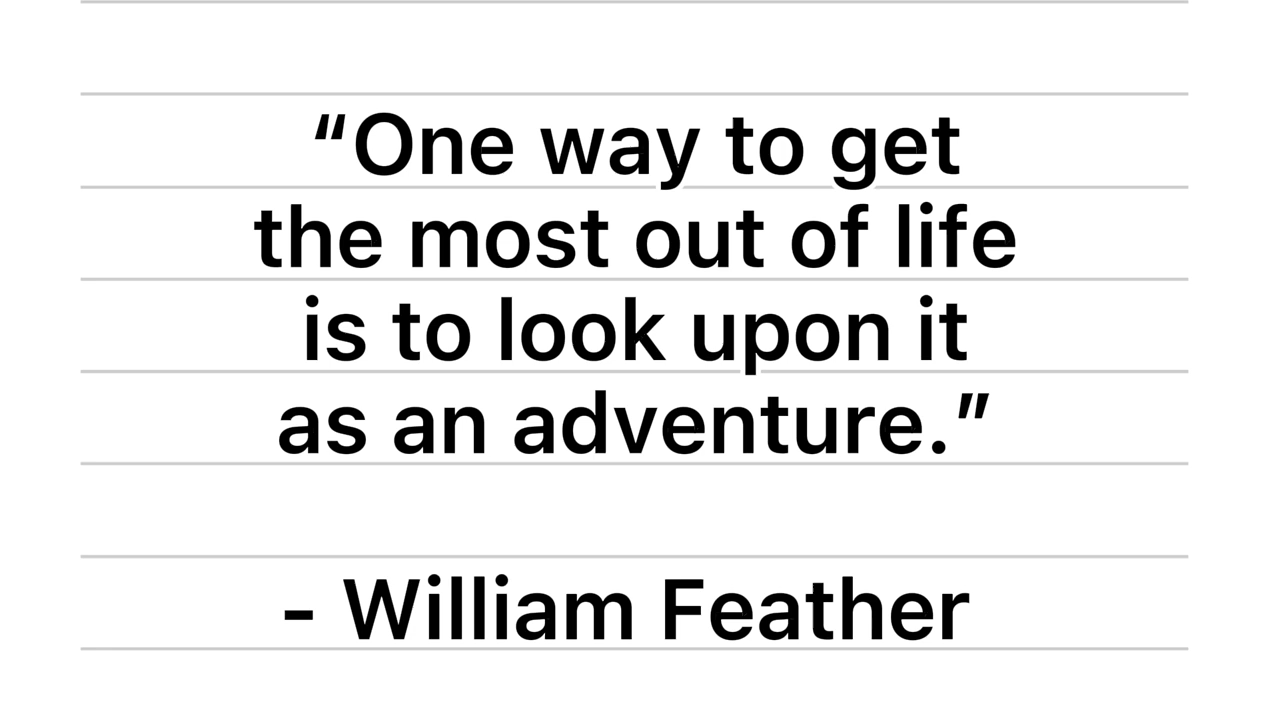 “One way to get
the most out of life
is to look upon it
as an adventure.”
- William Feather